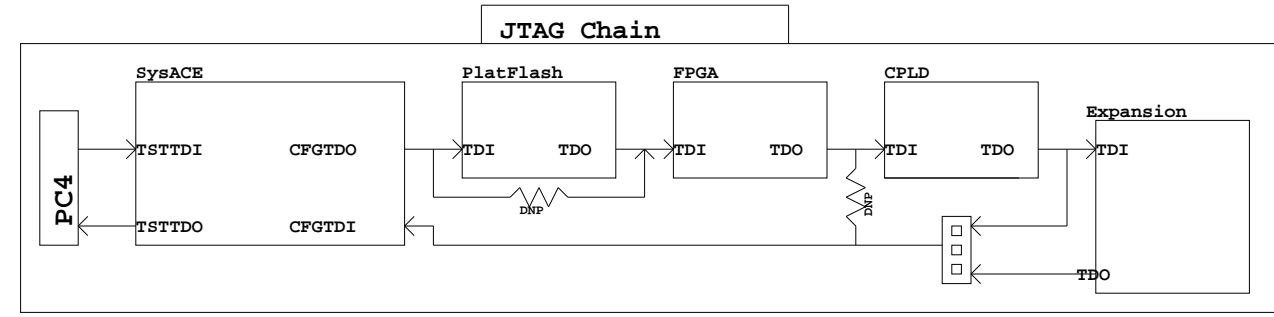 JTAG Chain
SysACE PlatFlash FPGA CPLD
Expansion
PC4
TSTTDI CFGTDO TDI TDO TDI TDO TDI TDO TDI
DNP DNP
TSTTDO CFGTDI
TDO